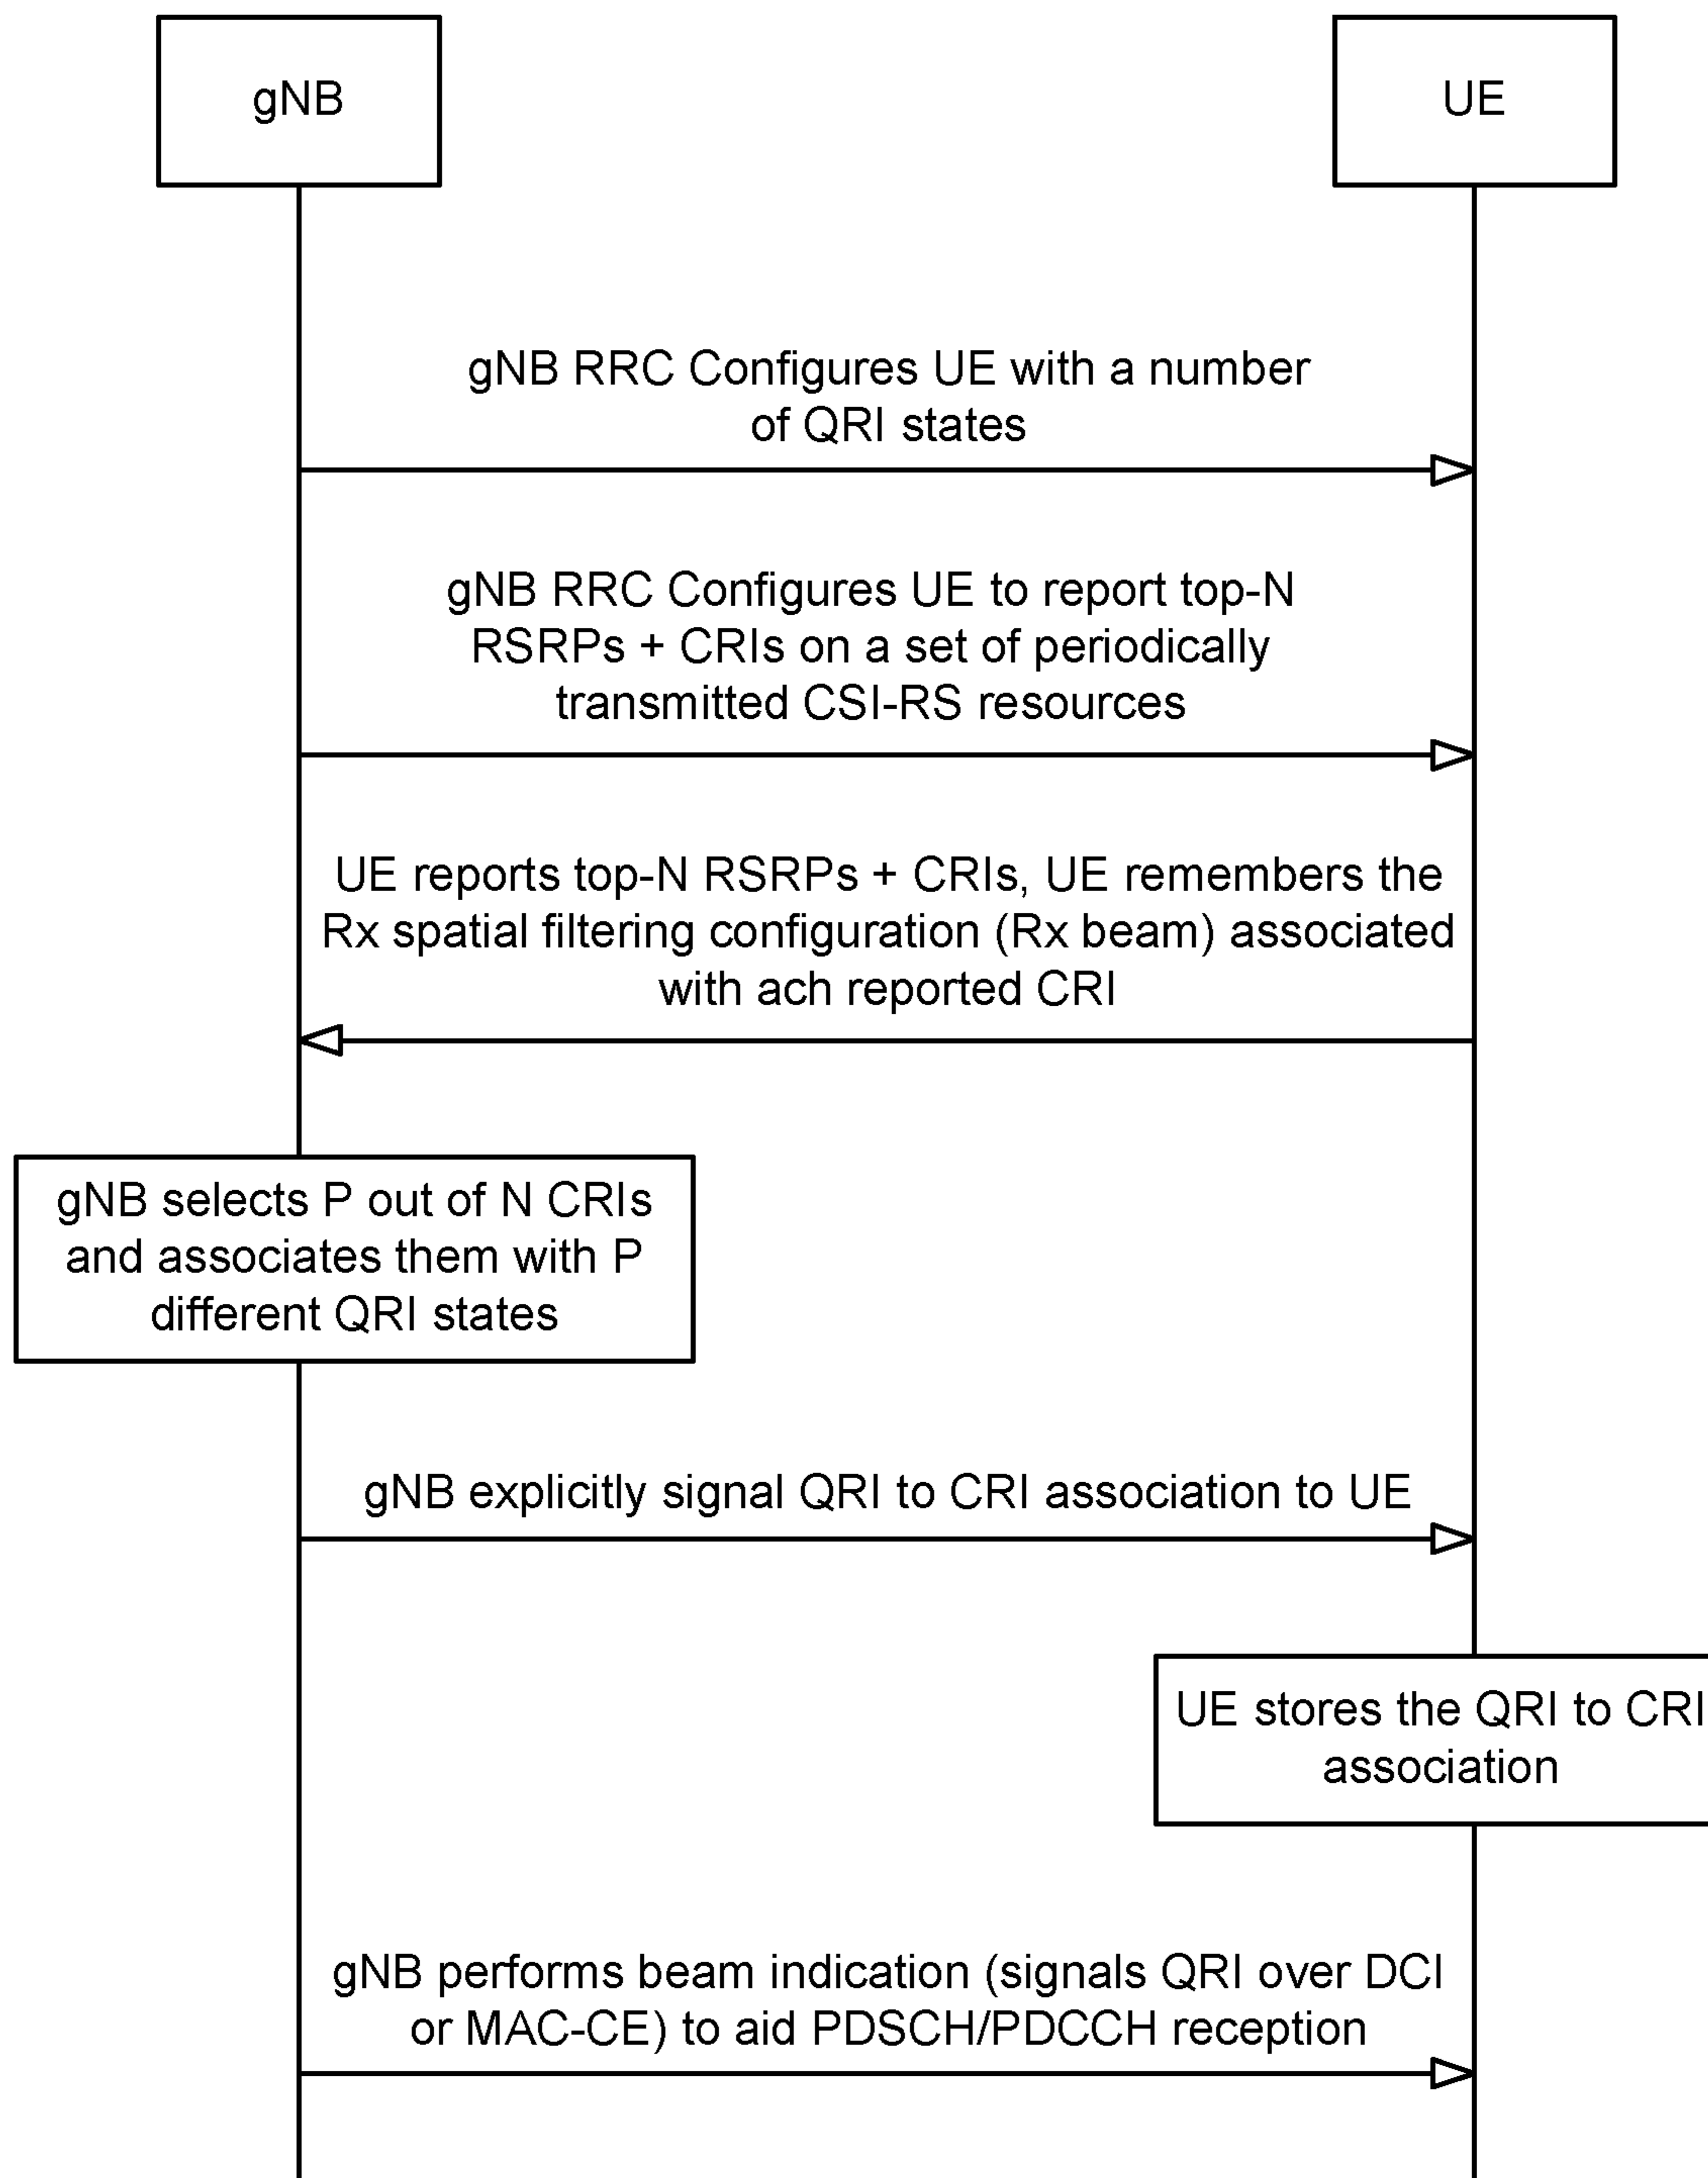 gNB
UE
gNB RRC Configures UE with a number
of QRI states
gNB RRC Configures UE to report top-N
RSRPs + CRIs on a set of periodically
transmitted CSI-RS resources
UE reports top-N RSRPs + CRIs, UE remembers the
Rx spatial filtering configuration (Rx beam) associated
with ach reported CRI
gNB selects P out of N CRIs
and associates them with P
different QRI states
gNB explicitly signal QRI to CRI association to UE
UE stores the QRI to CRI
association
gNB performs beam indication (signals QRI over DCI
or MAC-CE) to aid PDSCH/PDCCH reception